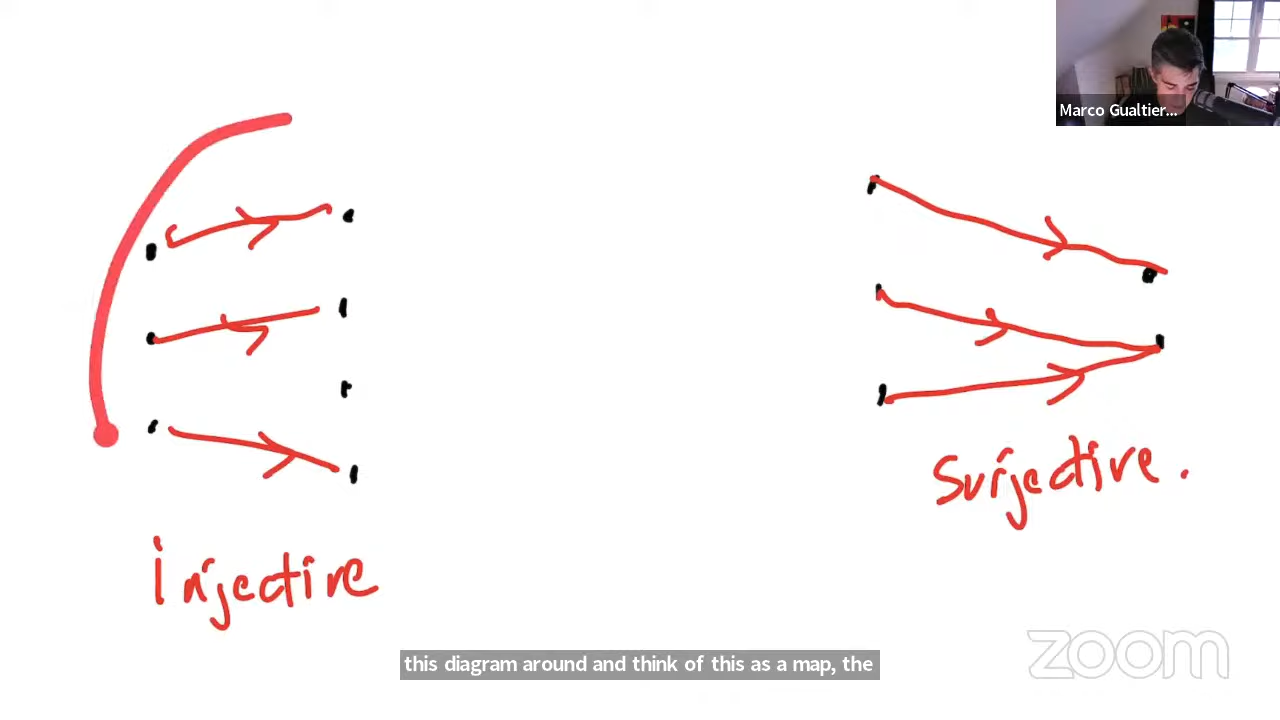 Marco Gualtier...
Surjective.
injective
this diagram around and think of this as a map, the
zoom